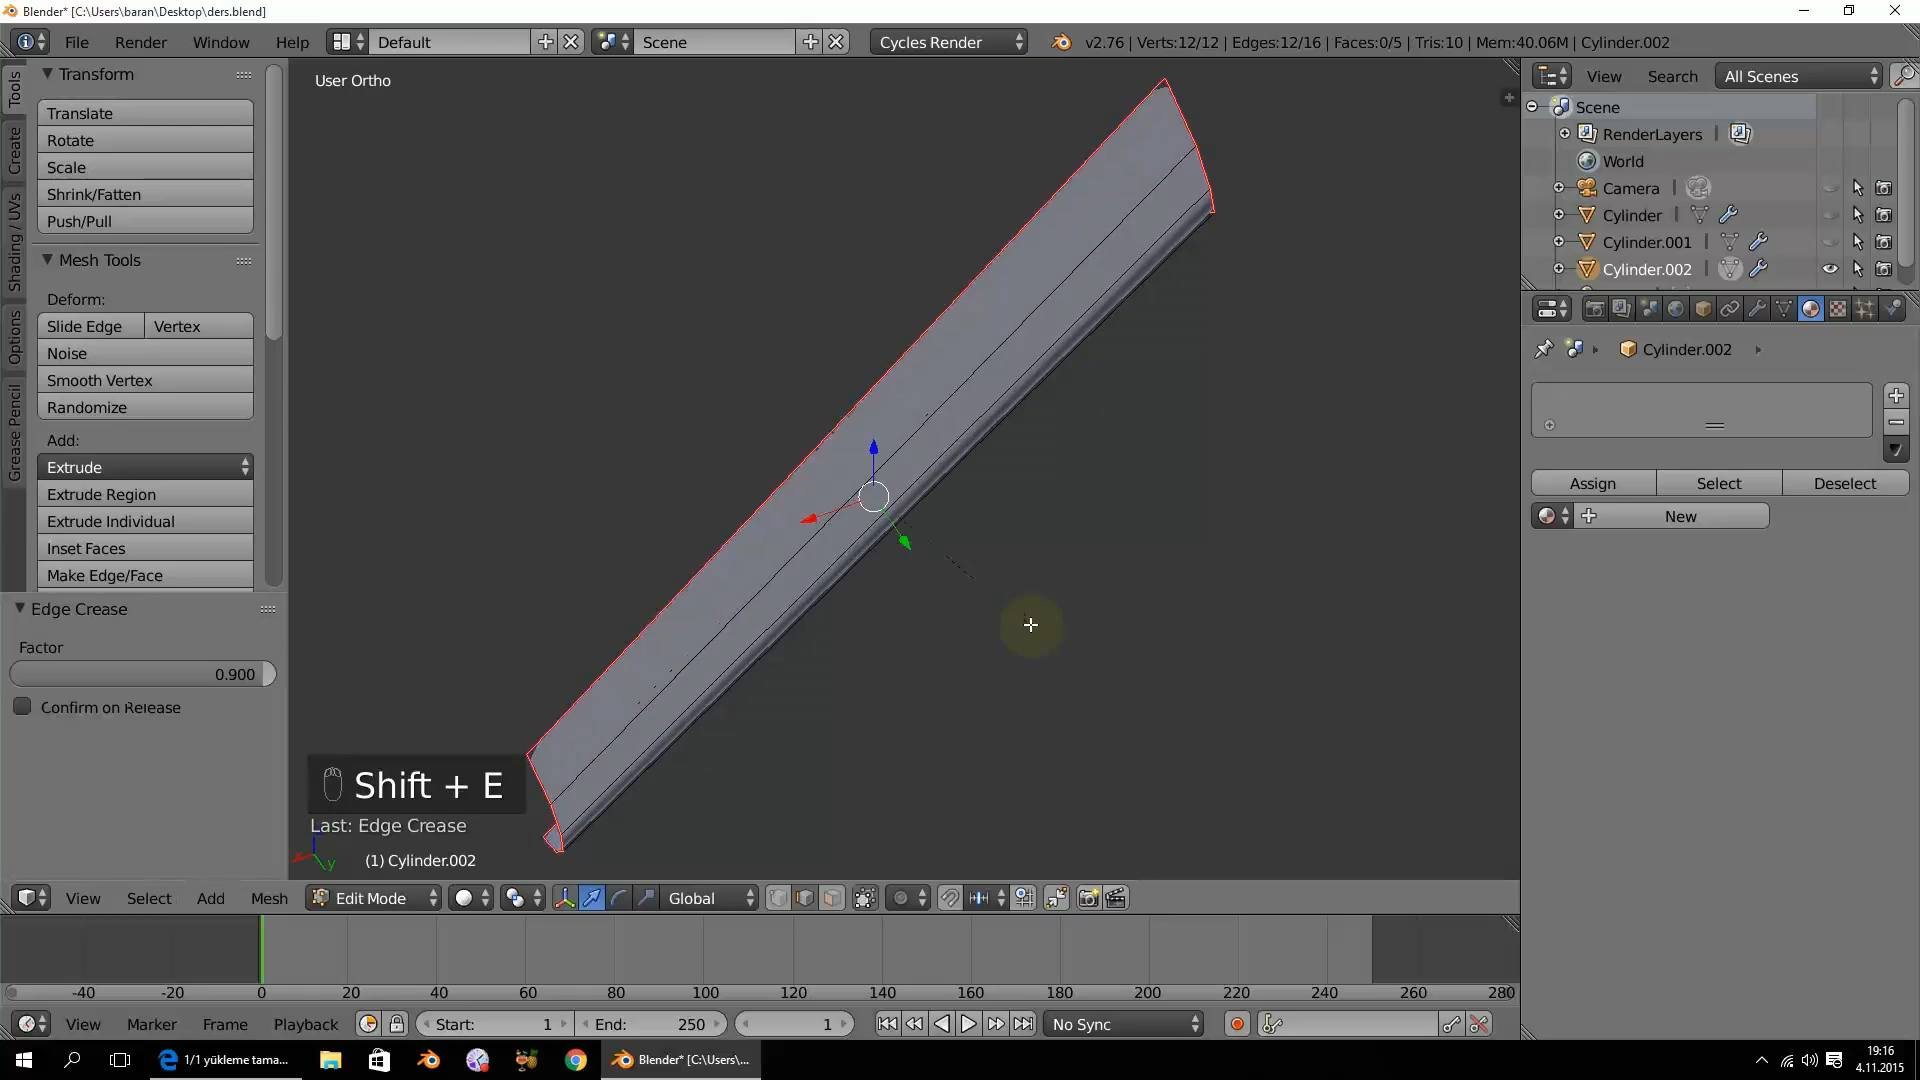 Blender* [C:\Users\baran\Desktop\ders.blend]
File Render Window Help Default Scene Cycles Render v2.76 | Verts:12/12 | Edges:12/16 | Faces:0/5 | Tris:10 | Mem:40.06M | Cylinder.002
Tools
Create
Shading / UVs
Options
Grease Pencil
Transform
Translate
Rotate
Scale
Shrink/Fatten
Push/Pull
Mesh Tools
Deform:
Slide Edge Vertex
Noise
Smooth Vertex
Randomize
Add:
Extrude
Extrude Region
Extrude Individual
Inset Faces
Make Edge/Face
Edge Crease
Factor
0.900
Confirm on Release
User Ortho
Shift + E
Last: Edge Crease
x y
(1) Cylinder.002
View Select Add Mesh Edit Mode Global
View Search All Scenes
Scene
RenderLayers
World
Camera
Cylinder
Cylinder.001
Cylinder.002
Cylinder.002
Assign Select Deselect
New
-40 -20 0 20 40 60 80 100 120 140 160 180 200 220 240 260 280
View Marker Frame Playback Start: 1 End: 250 1 No Sync
1/1 yükleme tama... Blender* [C:\Users\... 19:16
4.11.2015